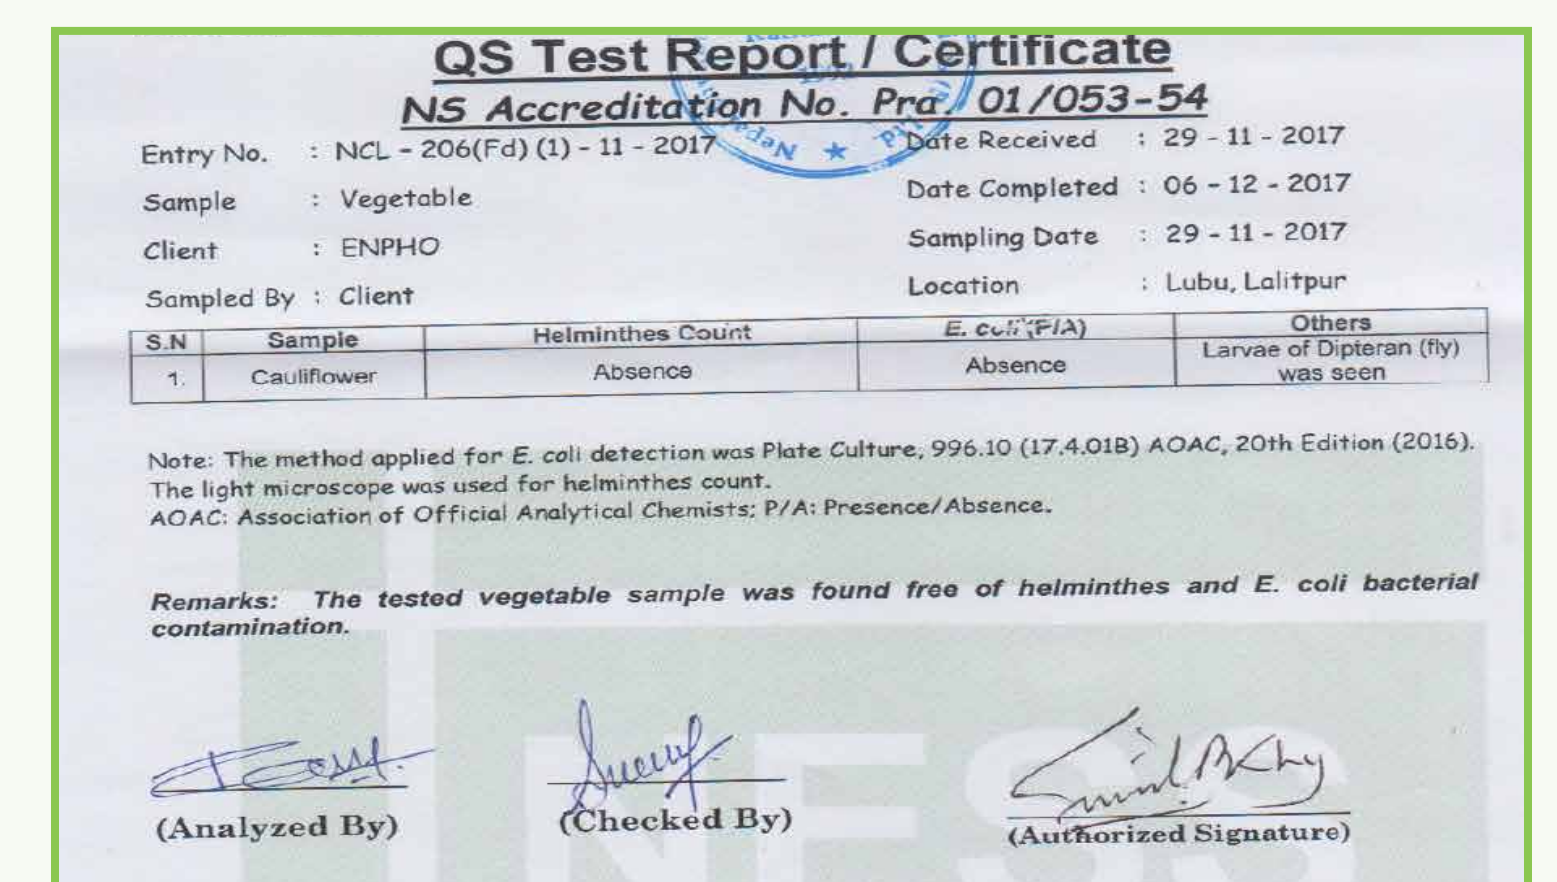 QS Test Report / Certificate
NS Accreditation No. Pra. 01/053-54
Entry No. : NCL - 206(Fd) (1) - 11 - 2017
Date Received : 29 - 11 - 2017
Sample : Vegetable
Date Completed : 06 - 12 - 2017
Client : ENPHO
Sampling Date : 29 - 11 - 2017
Sampled By : Client
Location : Lubu, Lalitpur
S.N Sample Helminthes Count E. coli (P/A) Others
1. Cauliflower Absence Absence Larvae of Dipteran (fly)
was seen
Note: The method applied for E. coli detection was Plate Culture, 996.10 (17.4.01B) AOAC, 20th Edition (2016).
The light microscope was used for helminthes count.
AOAC: Association of Official Analytical Chemists; P/A: Presence/Absence.
Remarks: The tested vegetable sample was found free of helminthes and E. coli bacterial
contamination.
(Analyzed By) (Checked By) (Authorized Signature)
NESS